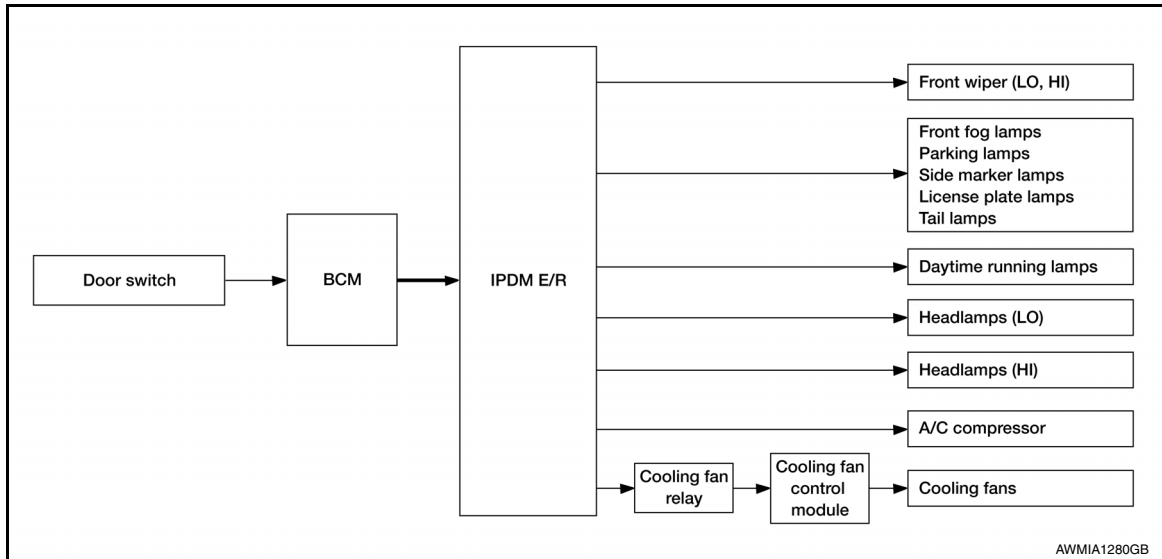 Door switch
BCM
IPDM E/R
Front wiper (LO, HI)
Front fog lamps
Parking lamps
Side marker lamps
License plate lamps
Tail lamps
Daytime running lamps
Headlamps (LO)
Headlamps (HI)
A/C compressor
Cooling fan
relay
Cooling fan
control
module
Cooling fans
AWMIA1280GB